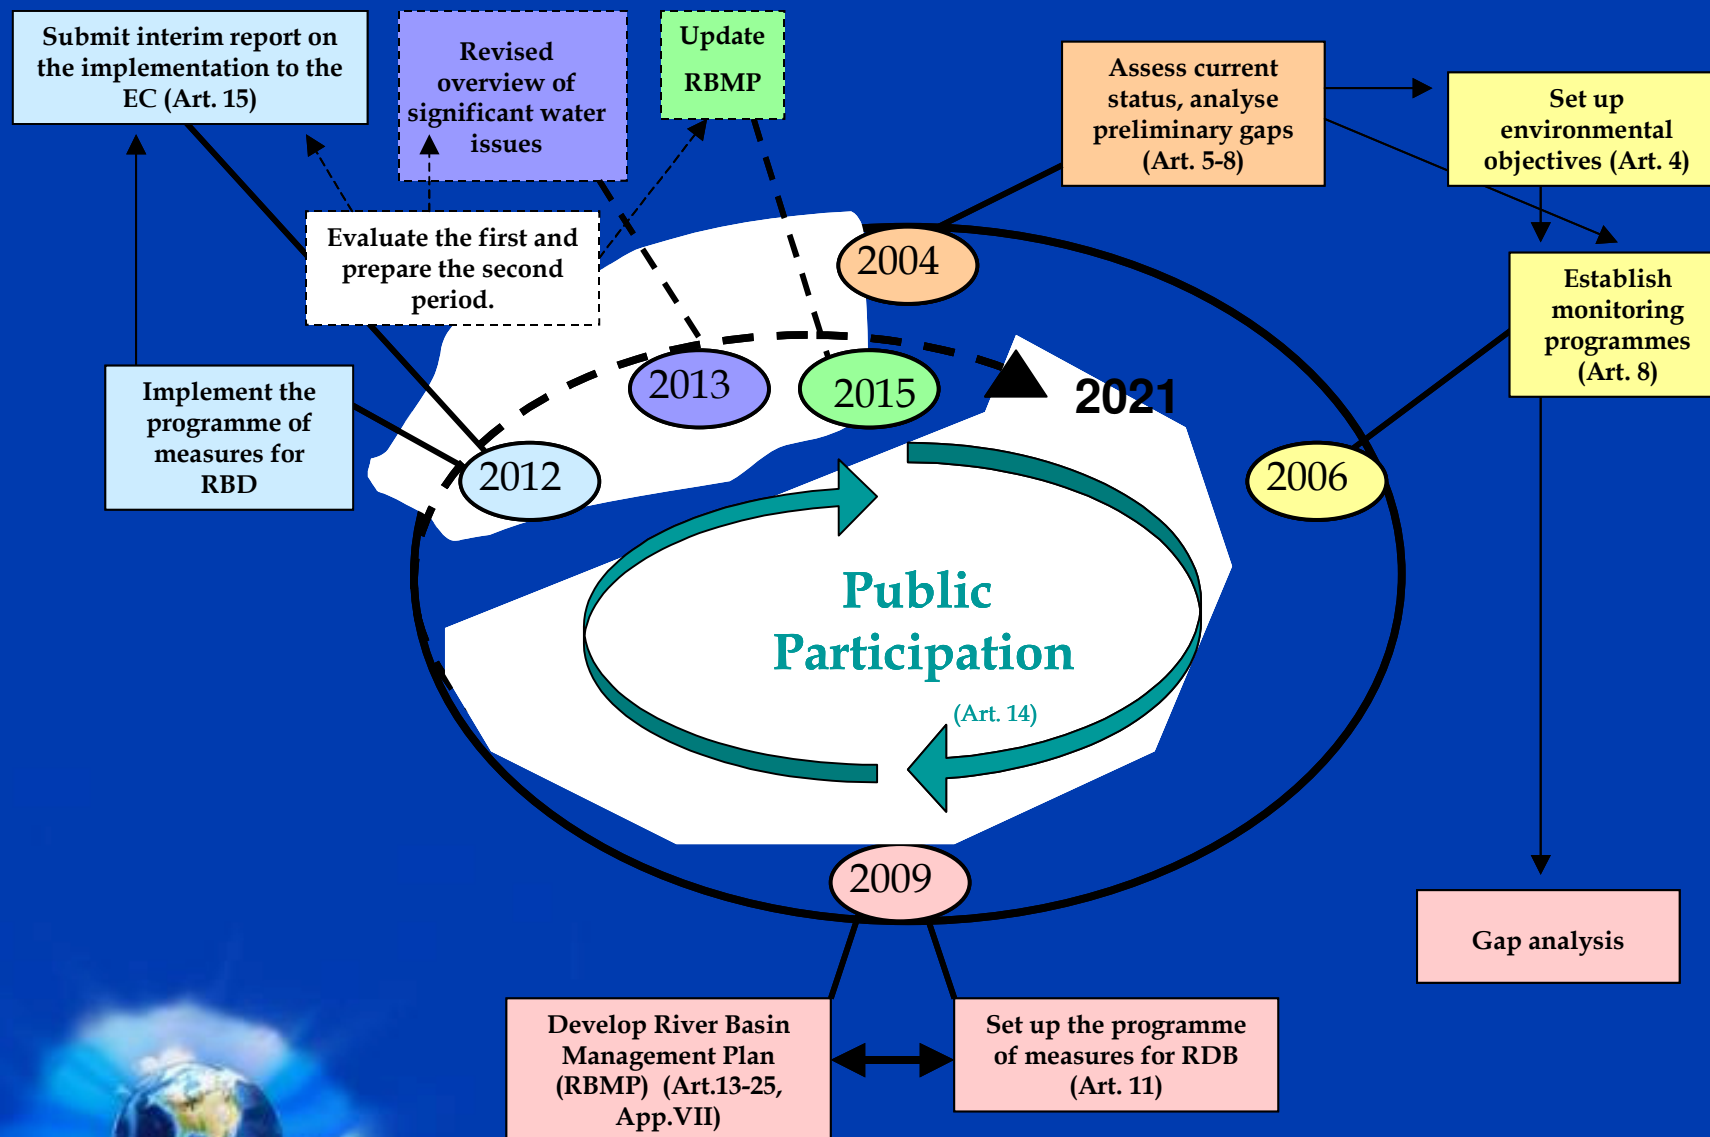 Submit interim report on
the implementation to the
EC (Art. 15)
Revised
overview of
significant water
issues
Update
RBMP
Assess current
status, analyse
preliminary gaps
(Art. 5-8)
Set up
environmental
objectives (Art. 4)
Evaluate the first and
prepare the second
period.
2004
Establish
monitoring
programmes
(Art. 8)
Implement the
programme of
measures for
RBD
2013
2015
2021
2012
2006
Public
Participation
(Art. 14)
2009
Gap analysis
Develop River Basin
Management Plan
(RBMP)  (Art.13-25,
App.VII)
Set up the programme
of measures for RDB
(Art. 11)